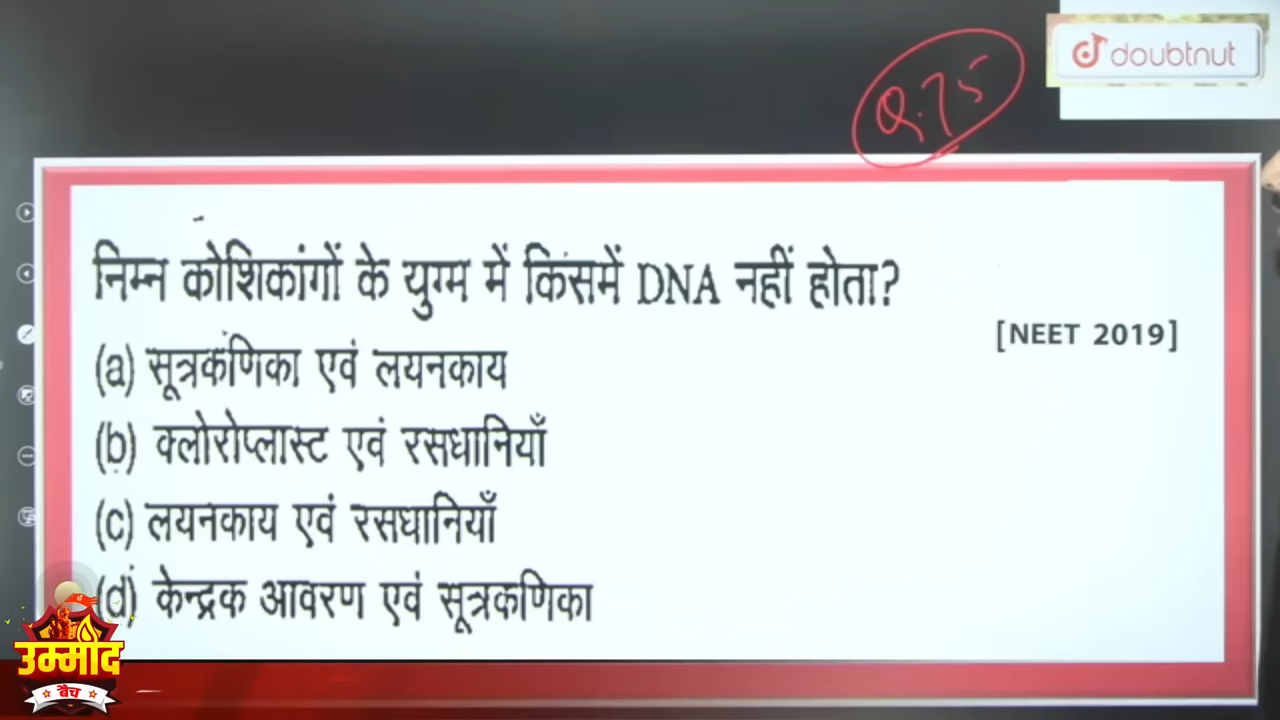 doubtnut
Q.75
निम्न कोशिकांगों के युग्म में किसमें DNA नहीं होता?
[NEET 2019]
(a) सूत्रकणिका एवं लयनकाय
(b) क्लोरोप्लास्ट एवं रसधानियाँ
(c) लयनकाय एवं रसधानियाँ
(d) केन्द्रक आवरण एवं सूत्रकणिका
उम्मीद
बैच